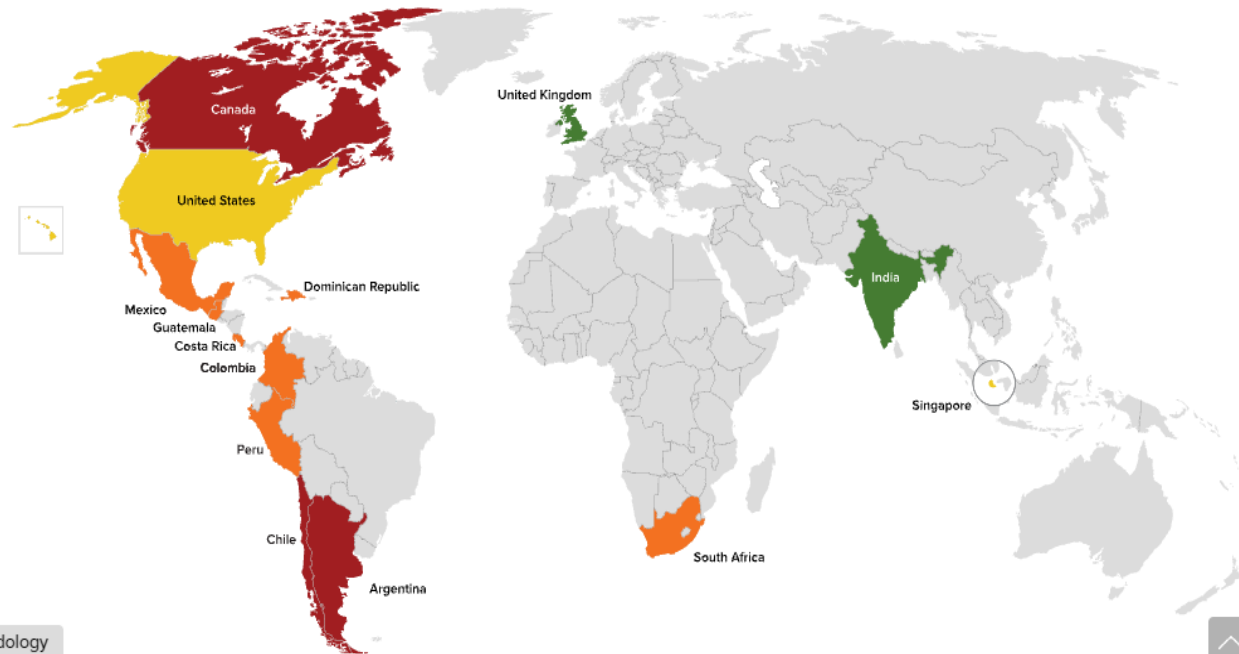 United Kingdom
Canada
United States
India
Dominican Republic
Mexico
Guatemala
Costa Rica
Colombia
Singapore
Peru
Chile
South Africa
Argentina
dology